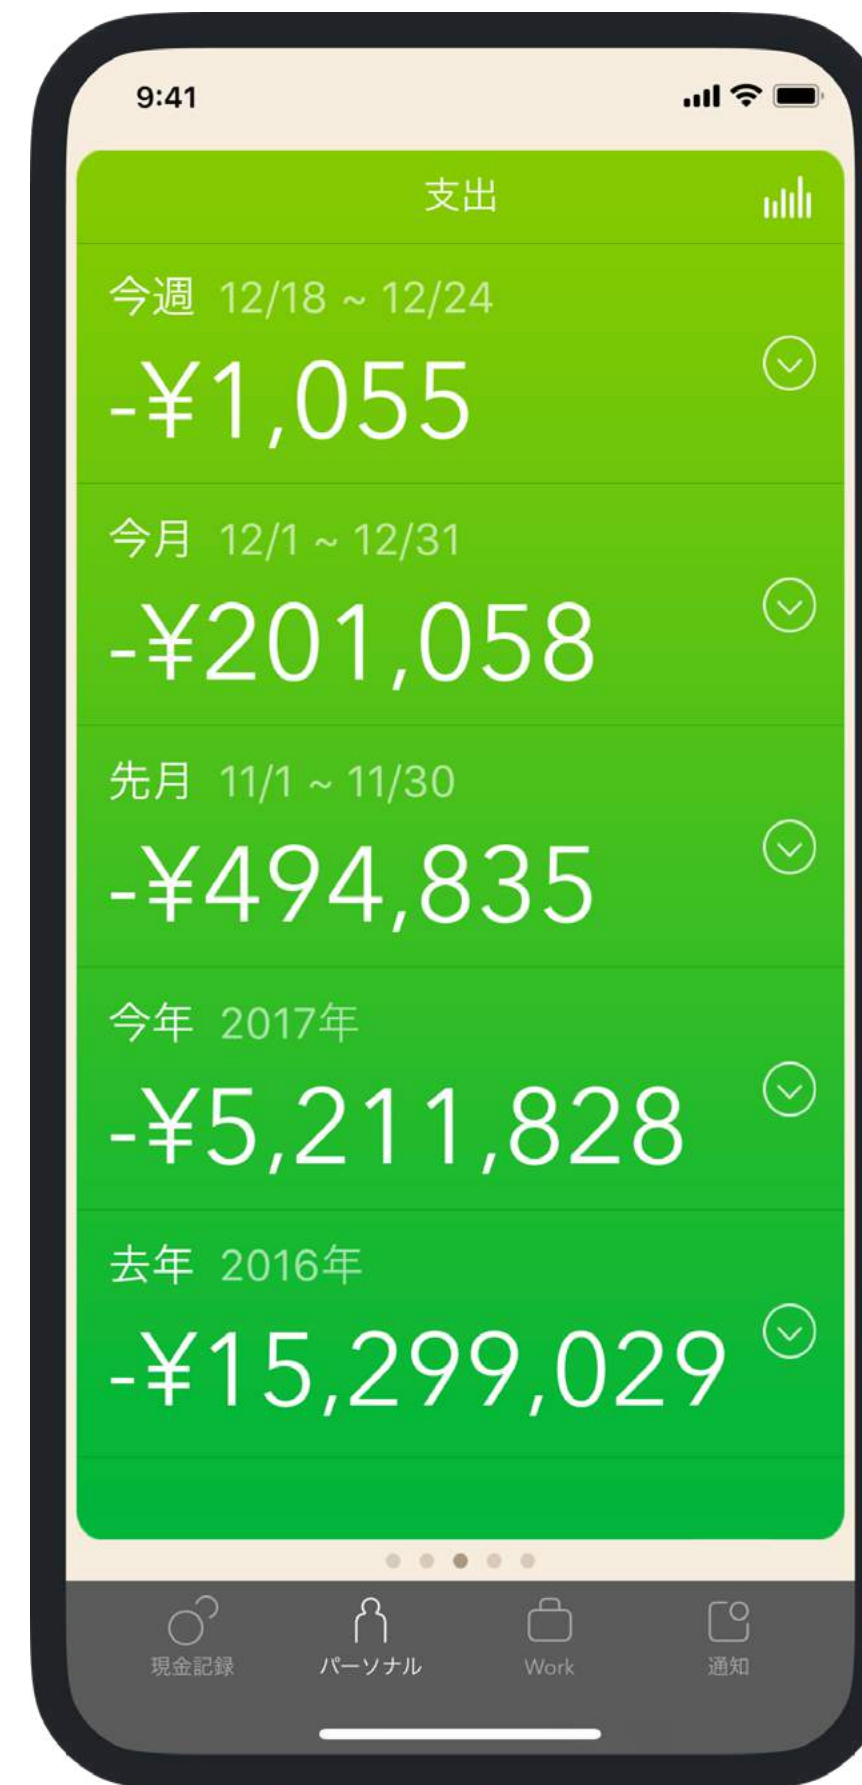 9:41
支出
今週 12/18 ~ 12/24
-¥1,055
今月 12/1 ~ 12/31
-¥201,058
先月 11/1 ~ 11/30
-¥494,835
今年 2017年
-¥5,211,828
去年 2016年
-¥15,299,029
現金記録 パーソナル Work 通知